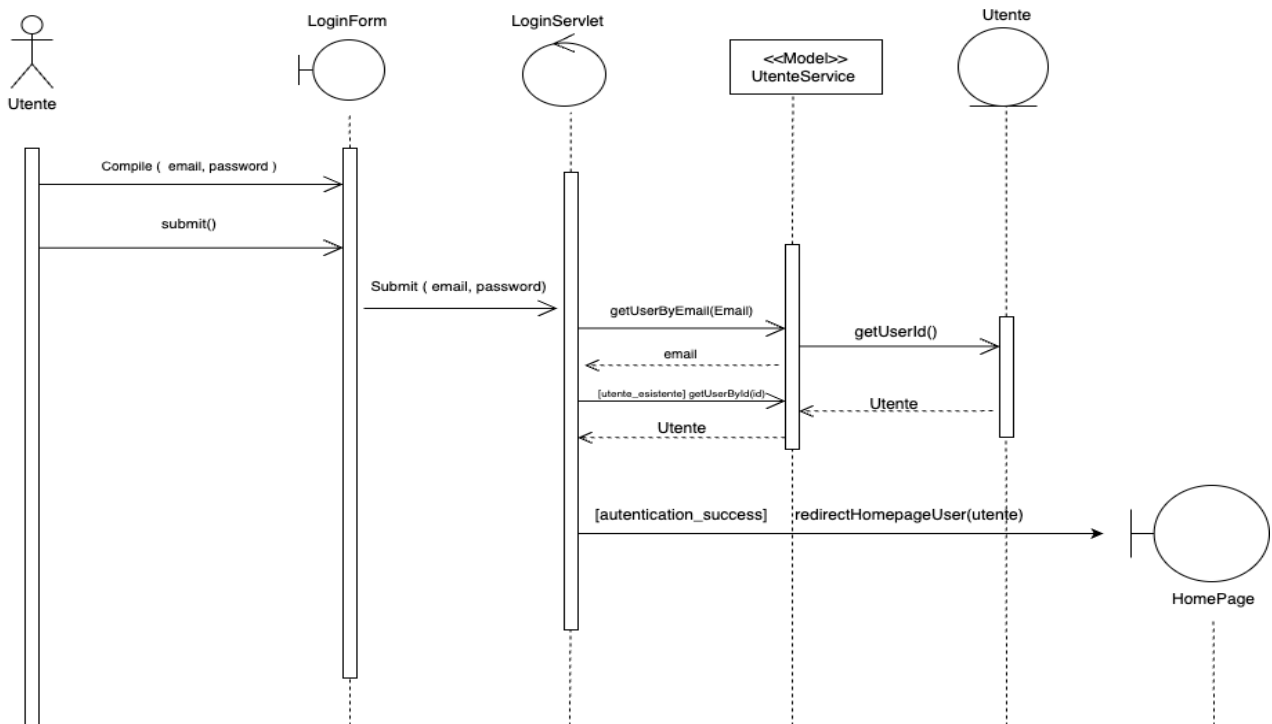 LoginForm
LoginServlet
Utente
<<Model>>
UtenteService
Utente
Compile ( email, password )
submit()
Submit ( email, password)
getUserByEmail(Email)
getUserId()
email
[utente_esistente] getUserById(id)
Utente
Utente
[autentication_success] redirectHomepageUser(utente)
HomePage